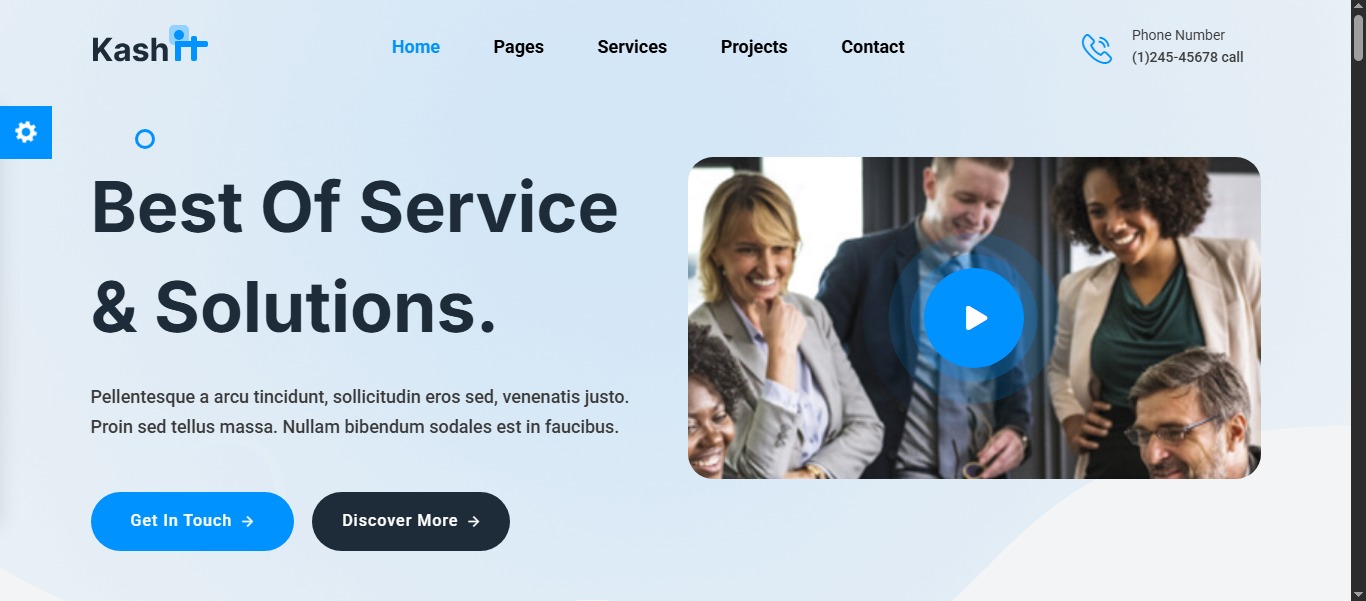 Kash it
Home Pages Services Projects Contact
Phone Number
(1)245-45678 call
Best Of Service
& Solutions.
Pellentesque a arcu tincidunt, sollicitudin eros sed, venenatis justo.
Proin sed tellus massa. Nullam bibendum sodales est in faucibus.
Get In Touch →
Discover More →